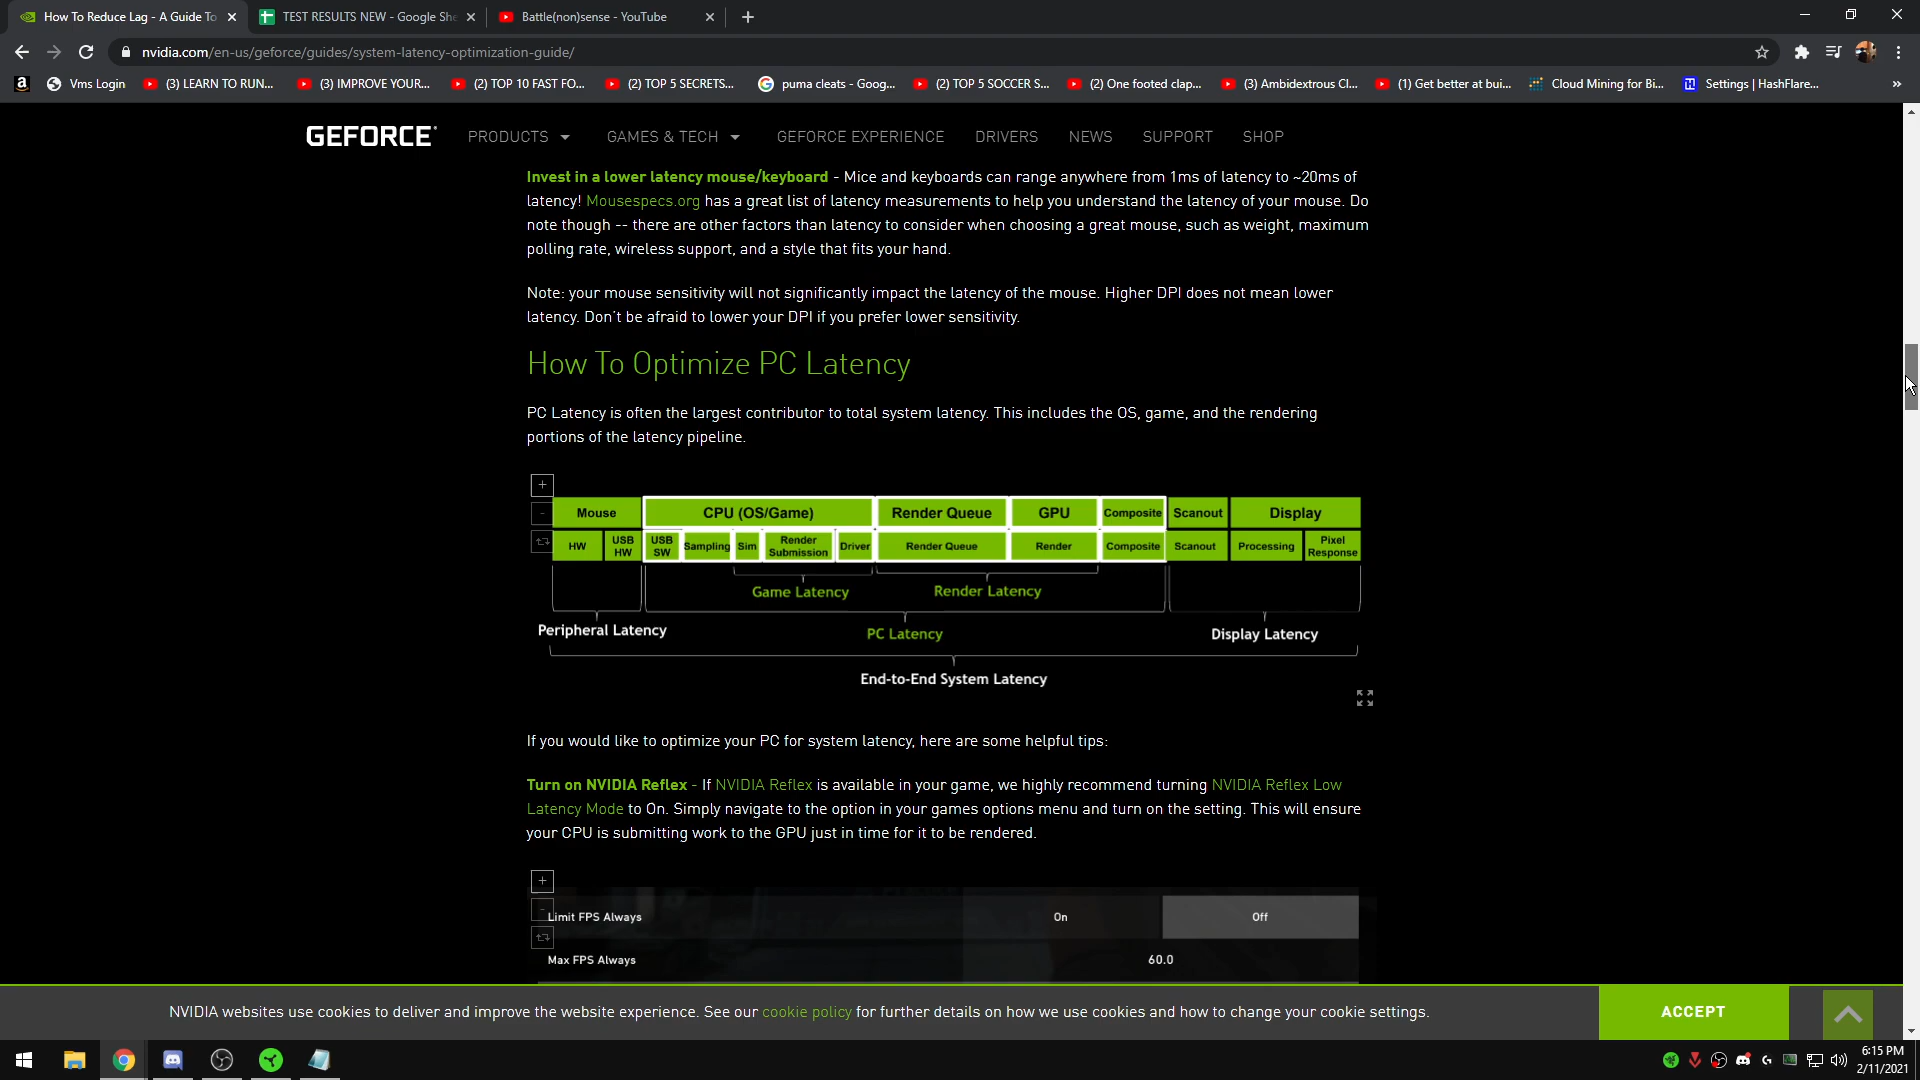 How To Reduce Lag - A Guide To
TEST RESULTS NEW - Google She
Battle(non)sense - YouTube
nvidia.com/en-us/geforce/guides/system-latency-optimization-guide/
Vms Login
(3) LEARN TO RUN...
(3) IMPROVE YOUR...
(2) TOP 10 FAST FO...
(2) TOP 5 SECRETS...
puma cleats - Goog...
(2) TOP 5 SOCCER S...
(2) One footed clap...
(3) Ambidextrous Cl...
(1) Get better at bui...
Cloud Mining for Bi...
Settings | HashFlare...
GEFORCE PRODUCTS GAMES & TECH GEFORCE EXPERIENCE DRIVERS NEWS SUPPORT SHOP
Invest in a lower latency mouse/keyboard - Mice and keyboards can range anywhere from 1ms of latency to ~20ms of
latency! Mousespecs.org has a great list of latency measurements to help you understand the latency of your mouse. Do
note though -- there are other factors than latency to consider when choosing a great mouse, such as weight, maximum
polling rate, wireless support, and a style that fits your hand.
Note: your mouse sensitivity will not significantly impact the latency of the mouse. Higher DPI does not mean lower
latency. Don't be afraid to lower your DPI if you prefer lower sensitivity.
How To Optimize PC Latency
PC Latency is often the largest contributor to total system latency. This includes the OS, game, and the rendering
portions of the latency pipeline.
Mouse CPU (OS/Game) Render Queue GPU Composite Scanout Display
HW USB HW USB SW Sampling Sim Render Submission Driver Render Queue Render Composite Scanout Processing Pixel Response
Game Latency Render Latency
Peripheral Latency PC Latency Display Latency
End-to-End System Latency
If you would like to optimize your PC for system latency, here are some helpful tips:
Turn on NVIDIA Reflex - If NVIDIA Reflex is available in your game, we highly recommend turning NVIDIA Reflex Low
Latency Mode to On. Simply navigate to the option in your games options menu and turn on the setting. This will ensure
your CPU is submitting work to the GPU just in time for it to be rendered.
Limit FPS Always On Off
Max FPS Always 60.0
NVIDIA websites use cookies to deliver and improve the website experience. See our cookie policy for further details on how we use cookies and how to change your cookie settings.
ACCEPT
6:15 PM
2/11/2021